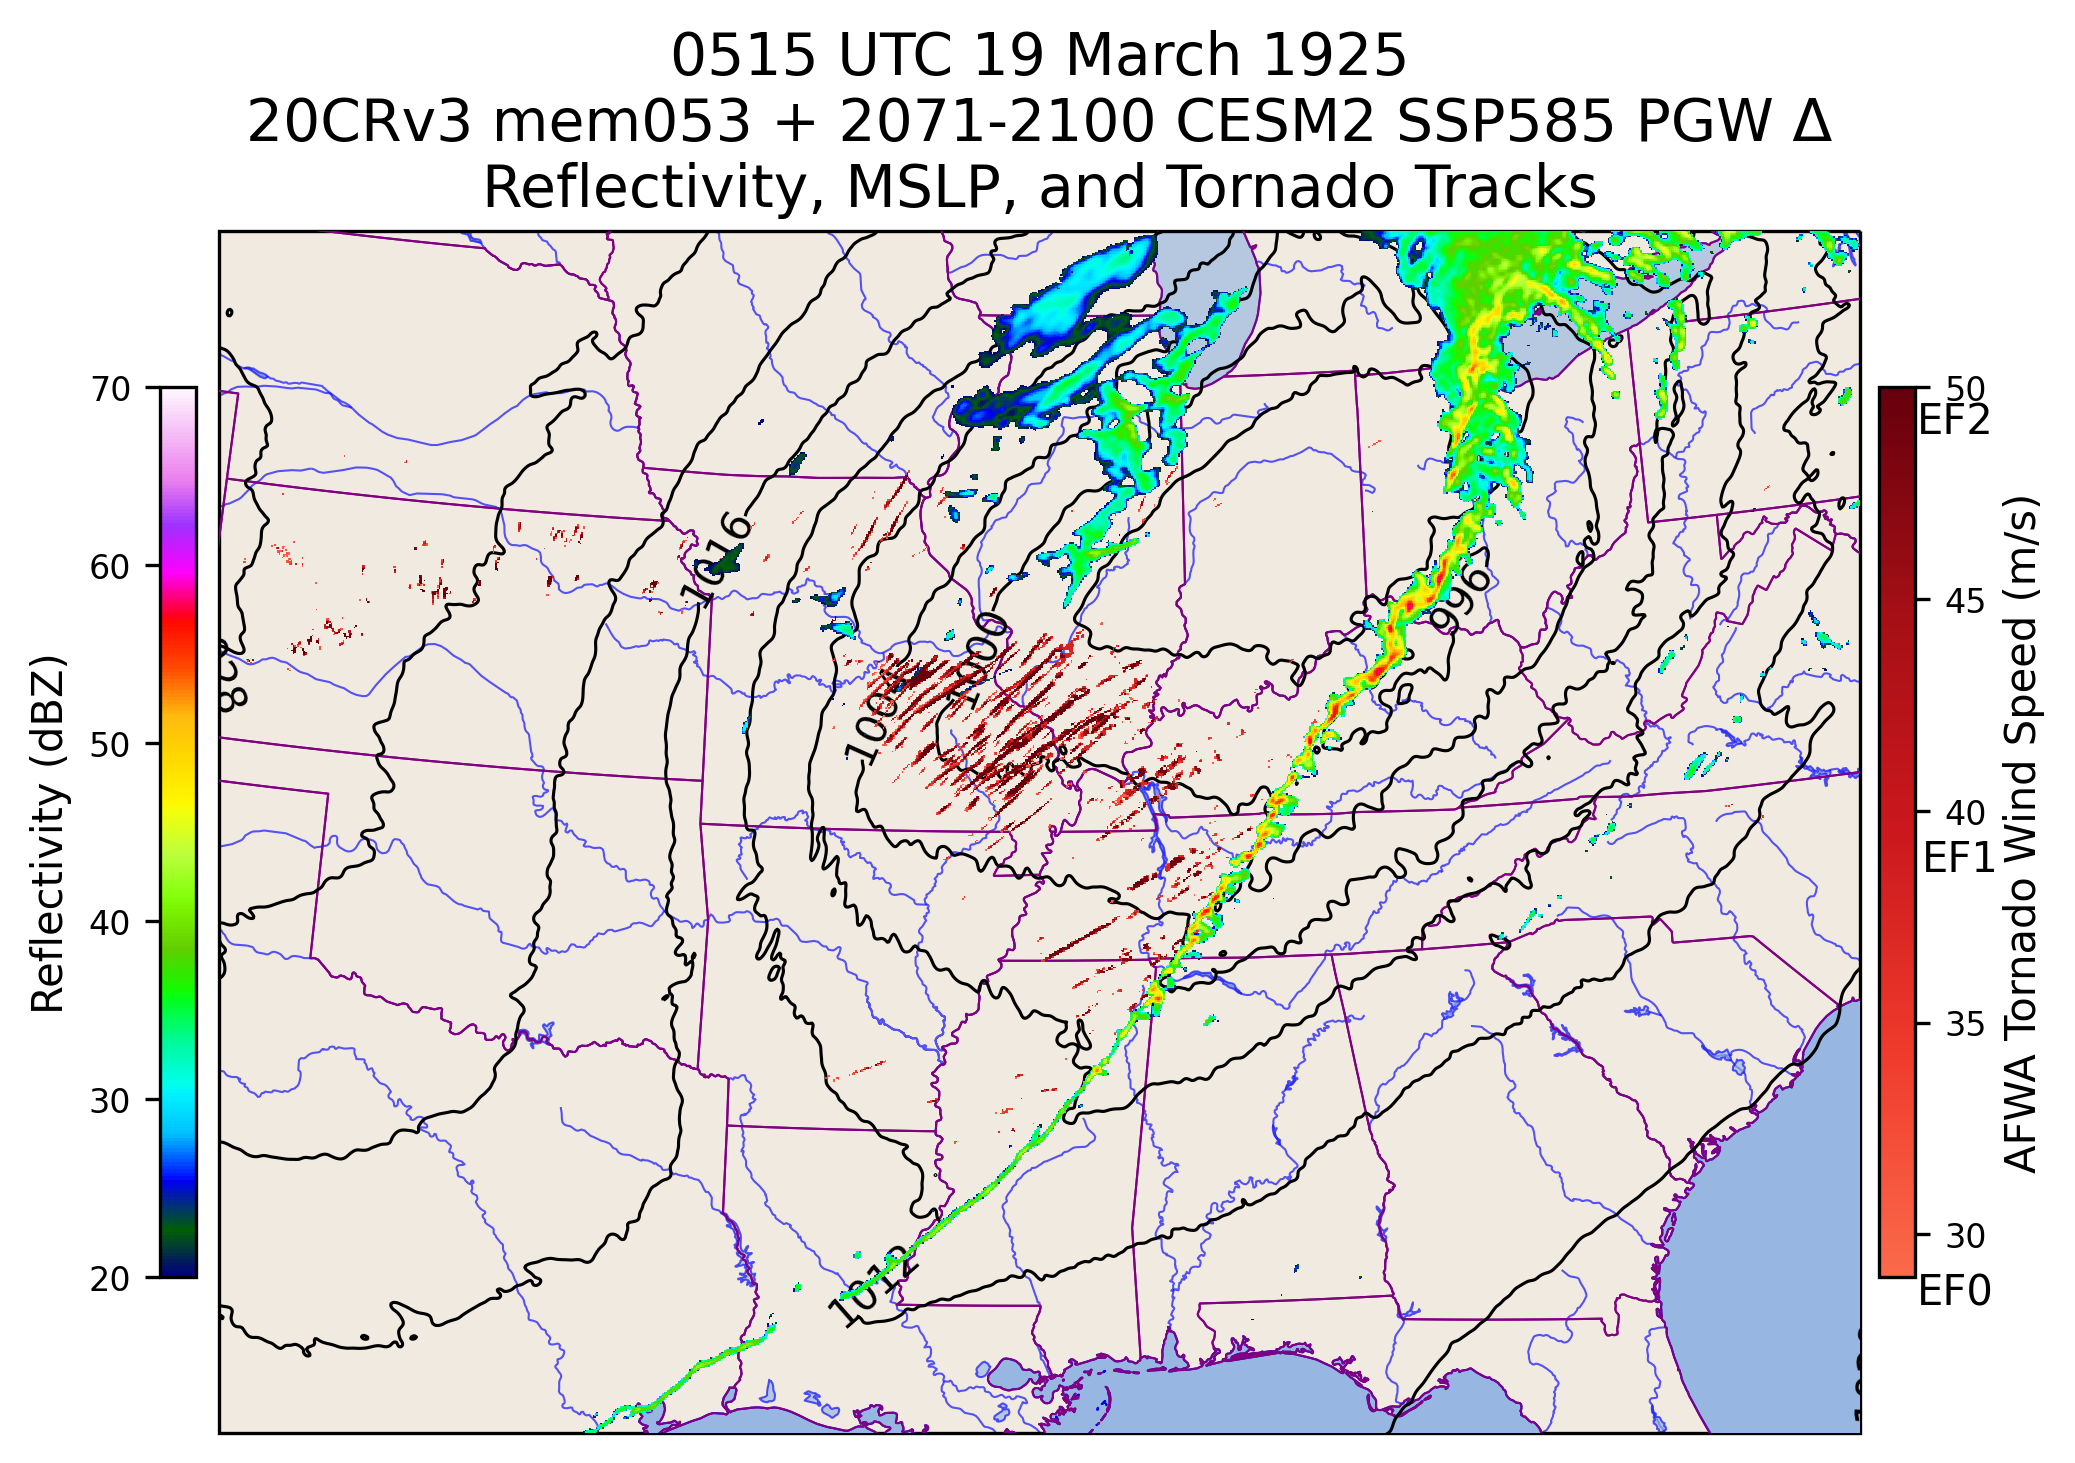 0515 UTC 19 March 1925
20CRv3 mem053 + 2071-2100 CESM2 SSP585 PGW Δ
Reflectivity, MSLP, and Tornado Tracks
70
60
50
40
30
20
Reflectivity (dBZ)
1016
1000
1004
996
1012
50
EF2
45
40
EF1
35
30
EF0
AFWA Tornado Wind Speed (m/s)